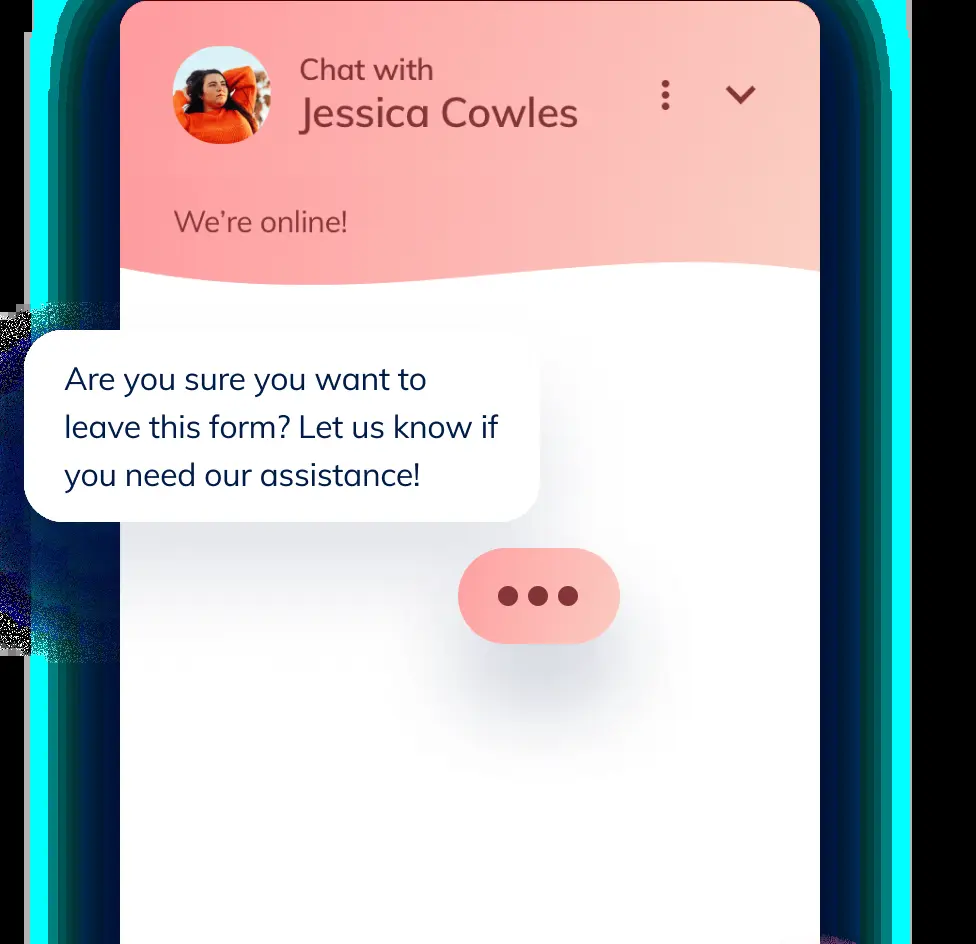 Chat with
Jessica Cowles
We’re online!
Are you sure you want to
leave this form? Let us know if
you need our assistance!